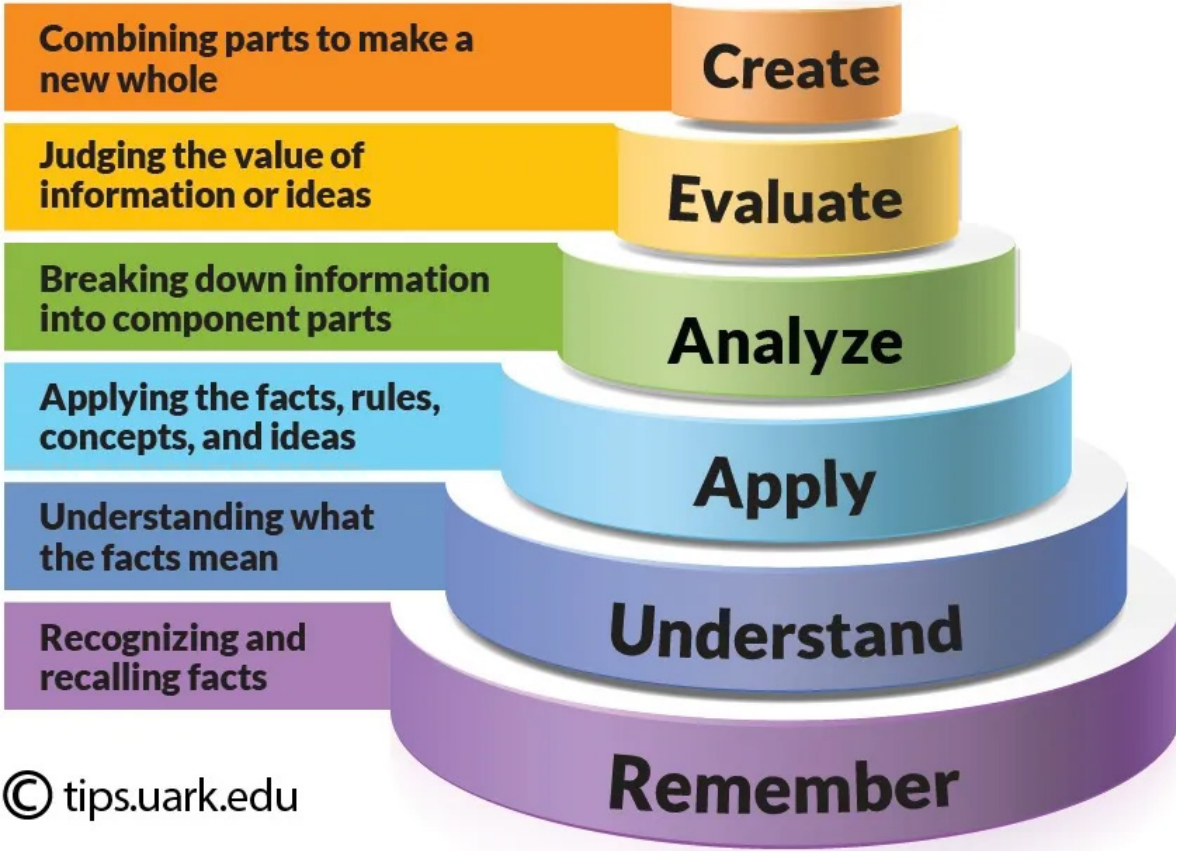 Combining parts to make a
new whole
Create
Judging the value of
information or ideas
Evaluate
Breaking down information
into component parts
Analyze
Applying the facts, rules,
concepts, and ideas
Apply
Understanding what
the facts mean
Understand
Recognizing and
recalling facts
Remember
© tips.uark.edu